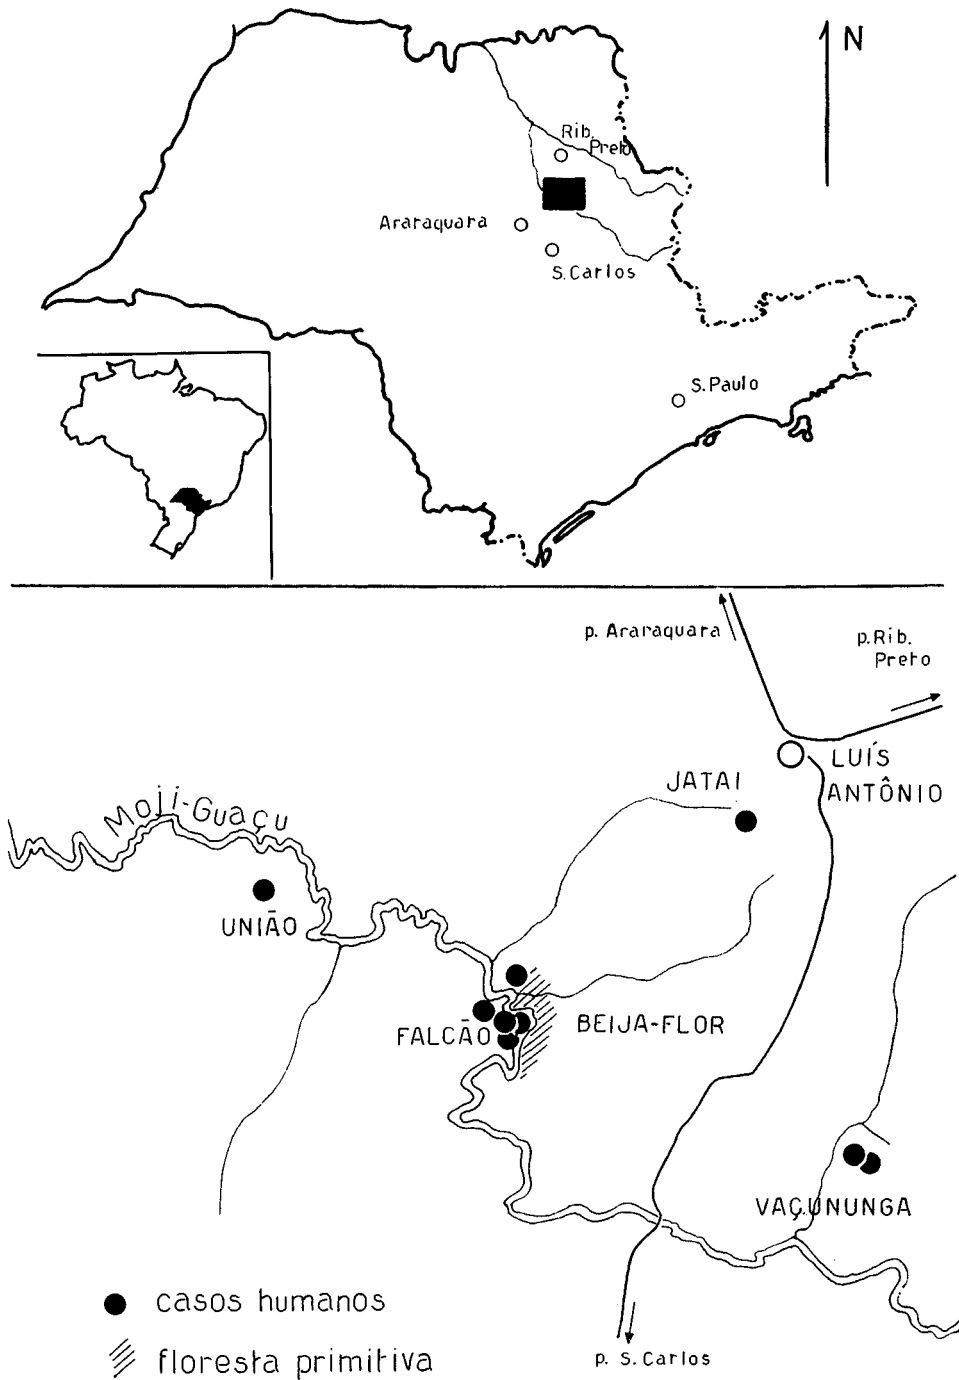 N
Rib.
Preto
Araraquara
S.Carlos
S.Paulo
p. Araraquara
p.Rib.
Preto
LUÍS
ANTÔNIO
JATAI
Moji-Guaçu
UNIÃO
FALCÃO
BEIJA-FLOR
VAÇUNUNGA
casos humanos
floresta primitiva
p. S.Carlos